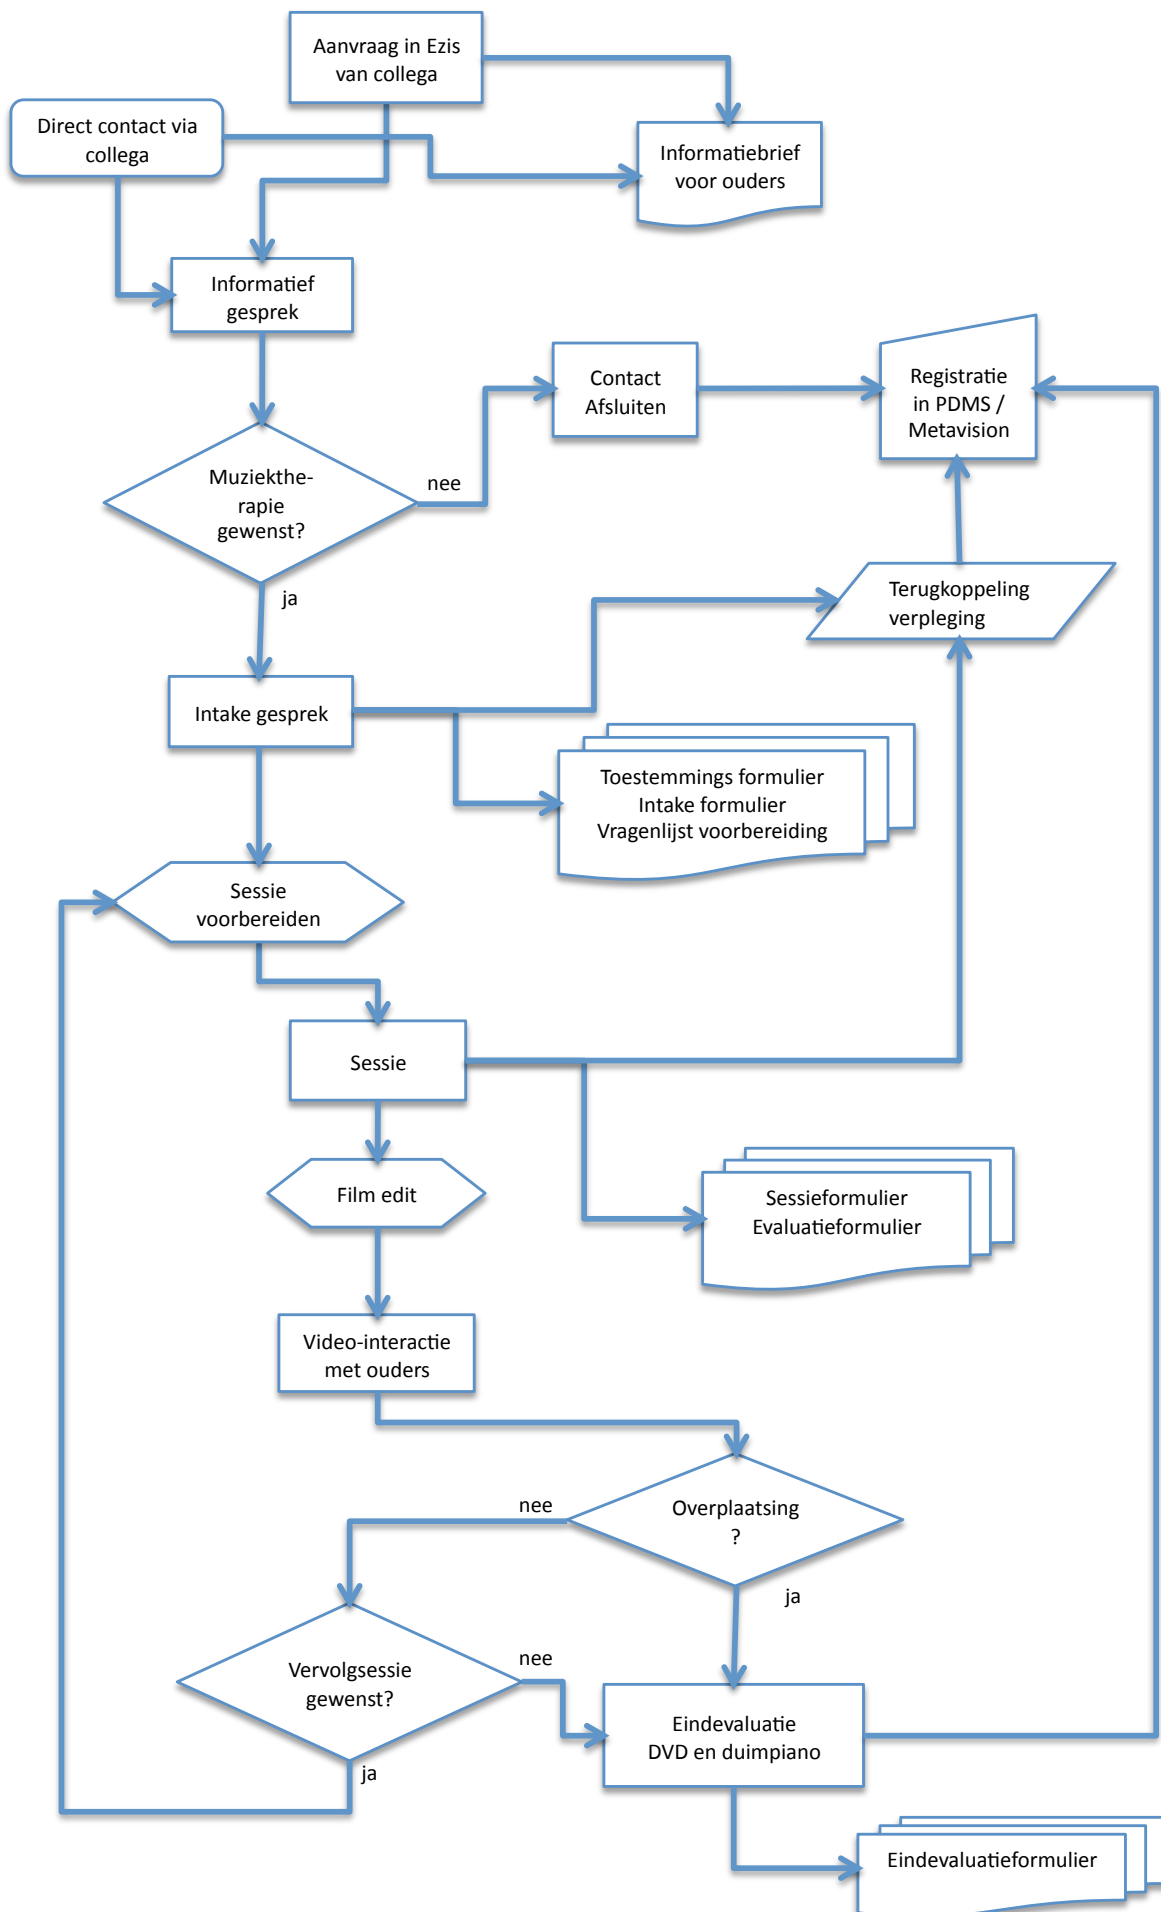 Aanvraag in Ezis
van collega
Direct contact via
collega
Informatiebrief
voor ouders
Informatief
gesprek
Contact
Afsluiten
Registratie
in PDMS /
Metavision
Muziekthe-
rapie
gewenst?
nee
ja
Terugkoppeling
verpleging
Intake gesprek
Toestemmings formulier
Intake formulier
Vragenlijst voorbereiding
Sessie
voorbereiden
Sessie
Film edit
Sessieformulier
Evaluatieformulier
Video-interactie
met ouders
nee
Overplaatsing
?
ja
Vervolgsessie
gewenst?
nee
ja
Eindevaluatie
DVD en duimpiano
Eindevaluatieformulier